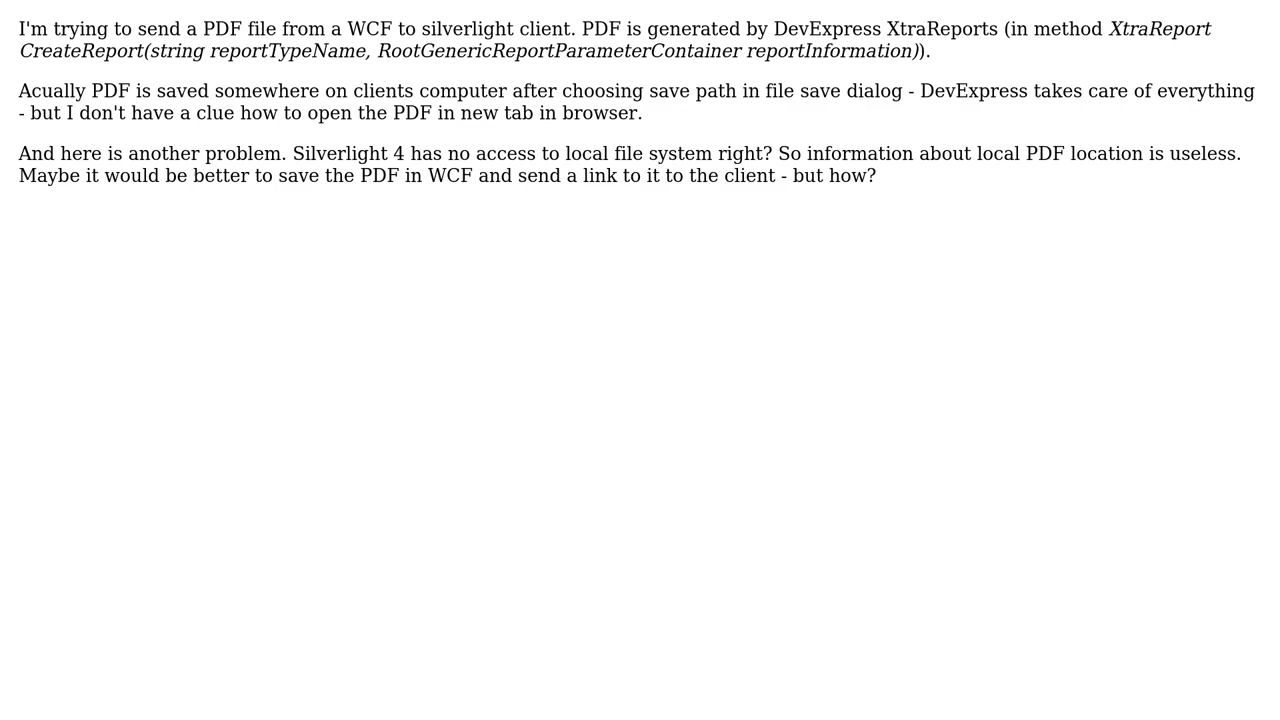 I'm trying to send a PDF file from a WCF to silverlight client. PDF is generated by DevExpress XtraReports (in method XtraReport
CreateReport(string reportTypeName, RootGenericReportParameterContainer reportInformation)).
Acually PDF is saved somewhere on clients computer after choosing save path in file save dialog - DevExpress takes care of everything
- but I don't have a clue how to open the PDF in new tab in browser.
And here is another problem. Silverlight 4 has no access to local file system right? So information about local PDF location is useless.
Maybe it would be better to save the PDF in WCF and send a link to it to the client - but how?